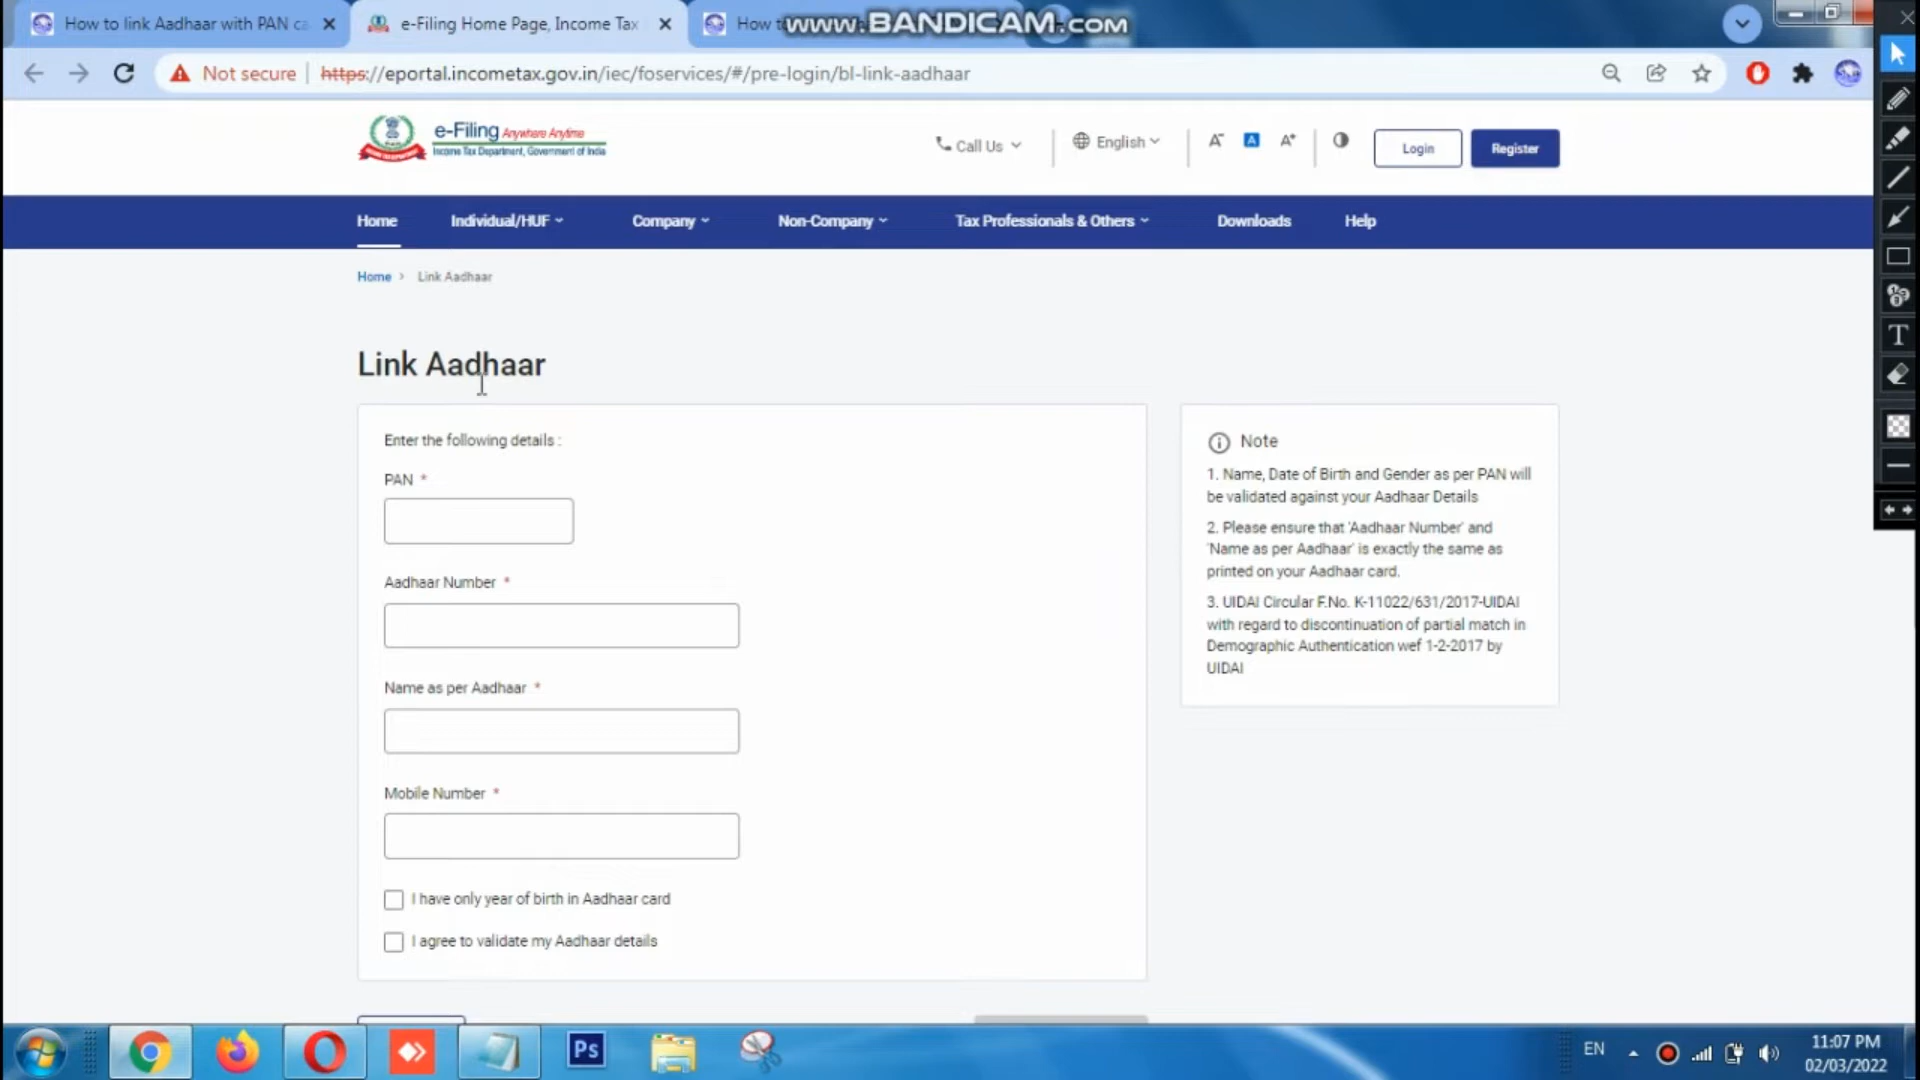 How to link Aadhaar with PAN ca
e-Filing Home Page, Income Tax
How t
www.BANDICAM.com
Not secure
https://eportal.incometax.gov.in/iec/foservices/#/pre-login/bl-link-aadhaar
e-Filing Anywhere Anytime
Income Tax Department, Government of India
Call Us
English
A-
A
A+
Login
Register
Home
Individual/HUF
Company
Non-Company
Tax Professionals & Others
Downloads
Help
Home > Link Aadhaar
Link Aadhaar
Enter the following details :
PAN *
Aadhaar Number *
Name as per Aadhaar *
Mobile Number *
I have only year of birth in Aadhaar card
I agree to validate my Aadhaar details
Note
1. Name, Date of Birth and Gender as per PAN will
be validated against your Aadhaar Details
2. Please ensure that 'Aadhaar Number' and
'Name as per Aadhaar' is exactly the same as
printed on your Aadhaar card.
3. UIDAI Circular F.No. K-11022/631/2017-UIDAI
with regard to discontinuation of partial match in
Demographic Authentication wef 1-2-2017 by
UIDAI
T
Ps
EN
11:07 PM
02/03/2022